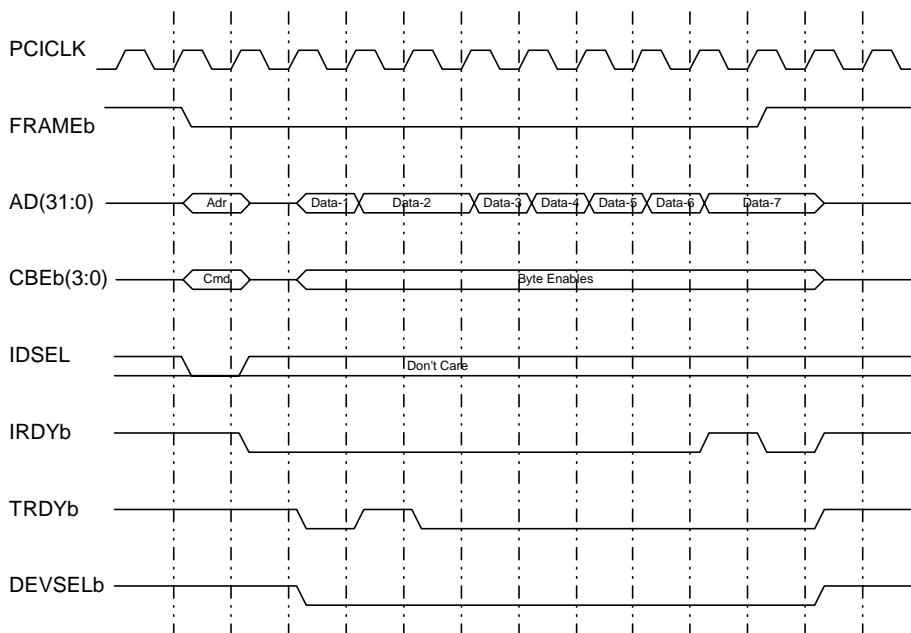 PCICLK
FRAMEb
AD(31:0)
Adr
Data-1
Data-2
Data-3
Data-4
Data-5
Data-6
Data-7
CBEb(3:0)
Cmd
Byte Enables
IDSEL
Don't Care
IRDYb
TRDYb
DEVSELb